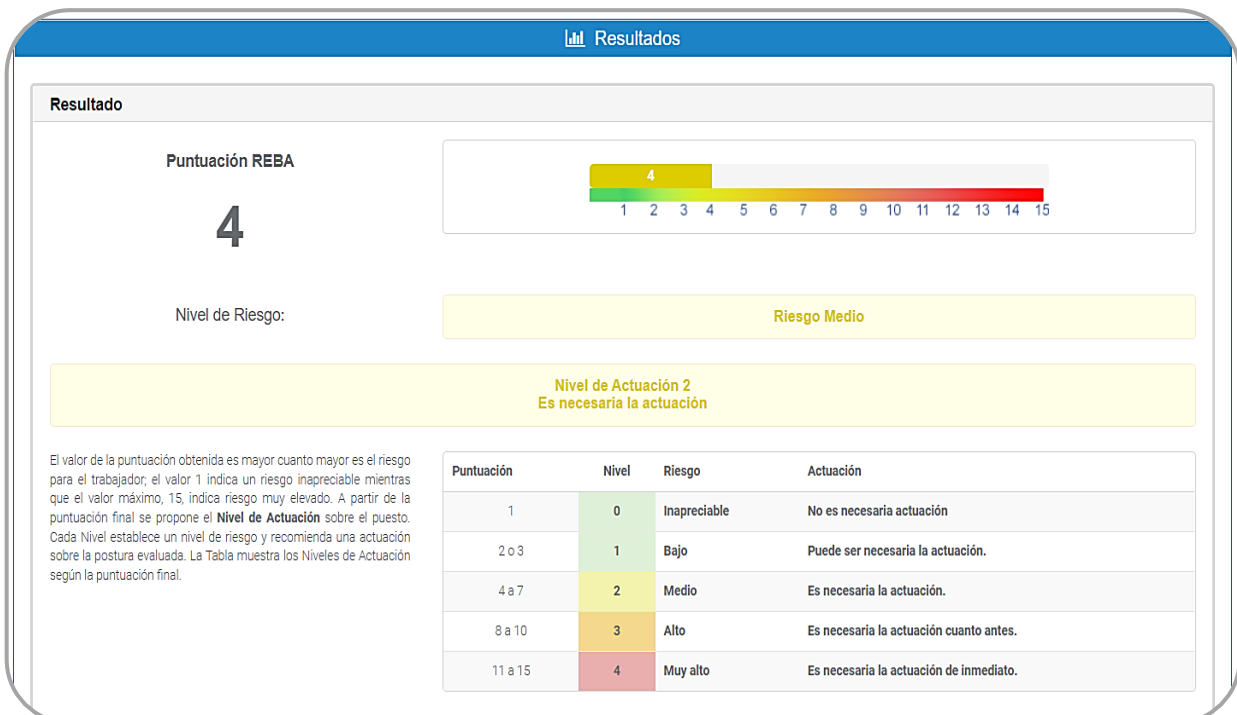 Resultados
Resultado
Puntuación REBA
4
4
1 2 3 4 5 6 7 8 9 10 11 12 13 14 15
Nivel de Riesgo:
Riesgo Medio
Nivel de Actuación 2
Es necesaria la actuación
El valor de la puntuación obtenida es mayor cuanto mayor es el riesgo
para el trabajador; el valor 1 indica un riesgo inapreciable mientras
que el valor máximo, 15, indica riesgo muy elevado. A partir de la
puntuación final se propone el Nivel de Actuación sobre el puesto.
Cada Nivel establece un nivel de riesgo y recomienda una actuación
sobre la postura evaluada. La Tabla muestra los Niveles de Actuación
según la puntuación final.
Puntuación Nivel Riesgo Actuación
1 0 Inapreciable No es necesaria actuación
2 o 3 1 Bajo Puede ser necesaria la actuación.
4 a 7 2 Medio Es necesaria la actuación.
8 a 10 3 Alto Es necesaria la actuación cuanto antes.
11 a 15 4 Muy alto Es necesaria la actuación de inmediato.